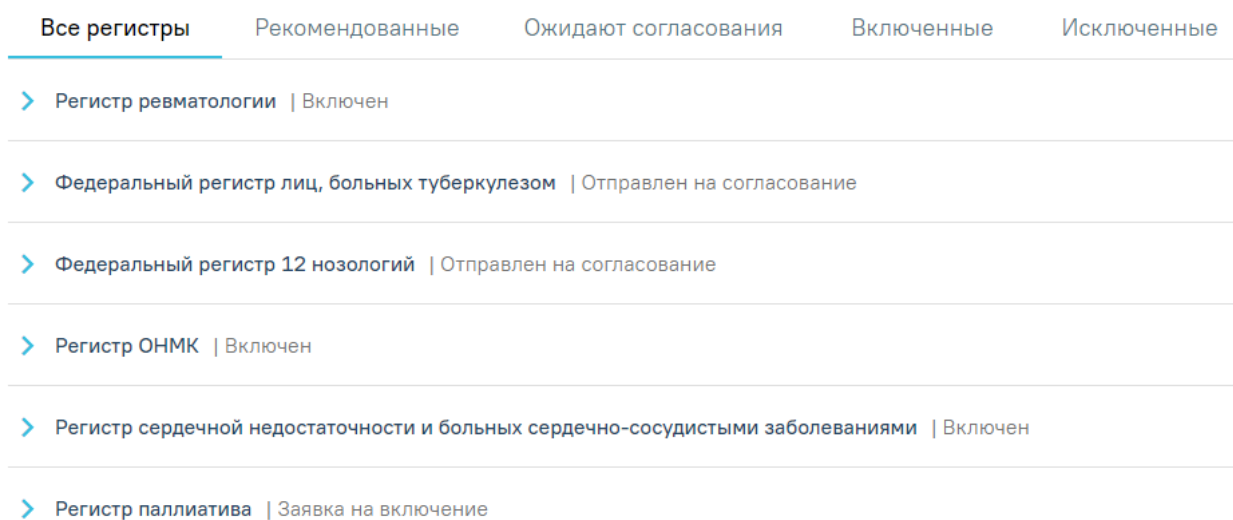 Все регистры Рекомендованные Ожидают согласования Включенные Исключенные
Регистр ревматологии | Включен
Федеральный регистр лиц, больных туберкулезом | Отправлен на согласование
Федеральный регистр 12 нозологий | Отправлен на согласование
Регистр ОНМК | Включен
Регистр сердечной недостаточности и больных сердечно-сосудистыми заболеваниями | Включен
Регистр паллиатива | Заявка на включение